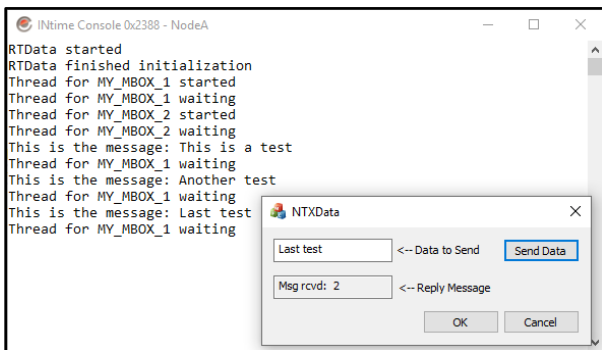 INtime Console 0x2388 - NodeA
RTData started
RTData finished initialization
Thread for MY_MBOX_1 started
Thread for MY_MBOX_1 waiting
Thread for MY_MBOX_2 started
Thread for MY_MBOX_2 waiting
This is the message: This is a test
Thread for MY_MBOX_1 waiting
This is the message: Another test
Thread for MY_MBOX_1 waiting
This is the message: Last test
Thread for MY_MBOX_1 waiting
NTXData
Last test <-- Data to Send Send Data
Msg rcvd: 2 <-- Reply Message
OK Cancel